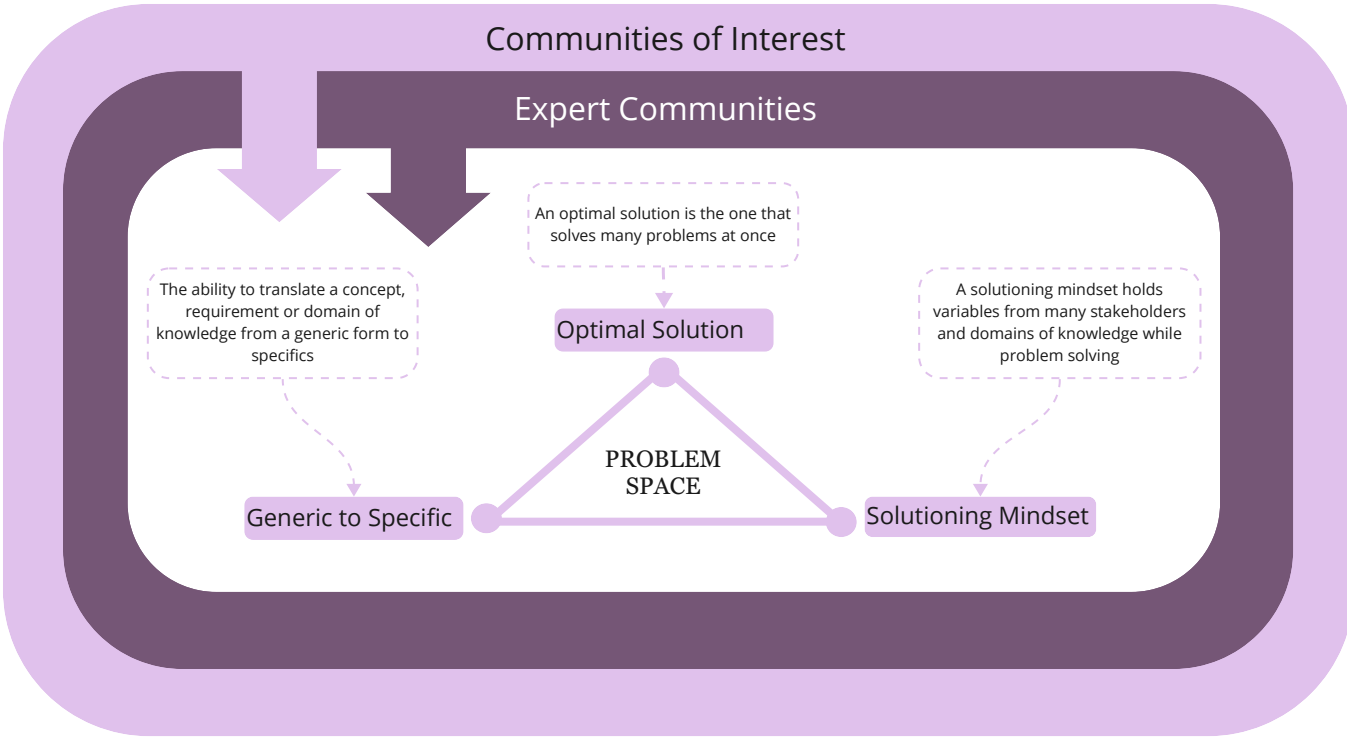 Communities of Interest
Expert Communities
An optimal solution is the one that
solves many problems at once
The ability to translate a concept,
requirement or domain of
knowledge from a generic form to
specifics
A solutioning mindset holds
variables from many stakeholders
and domains of knowledge while
problem solving
Optimal Solution
PROBLEM
SPACE
Generic to Specific
Solutioning Mindset